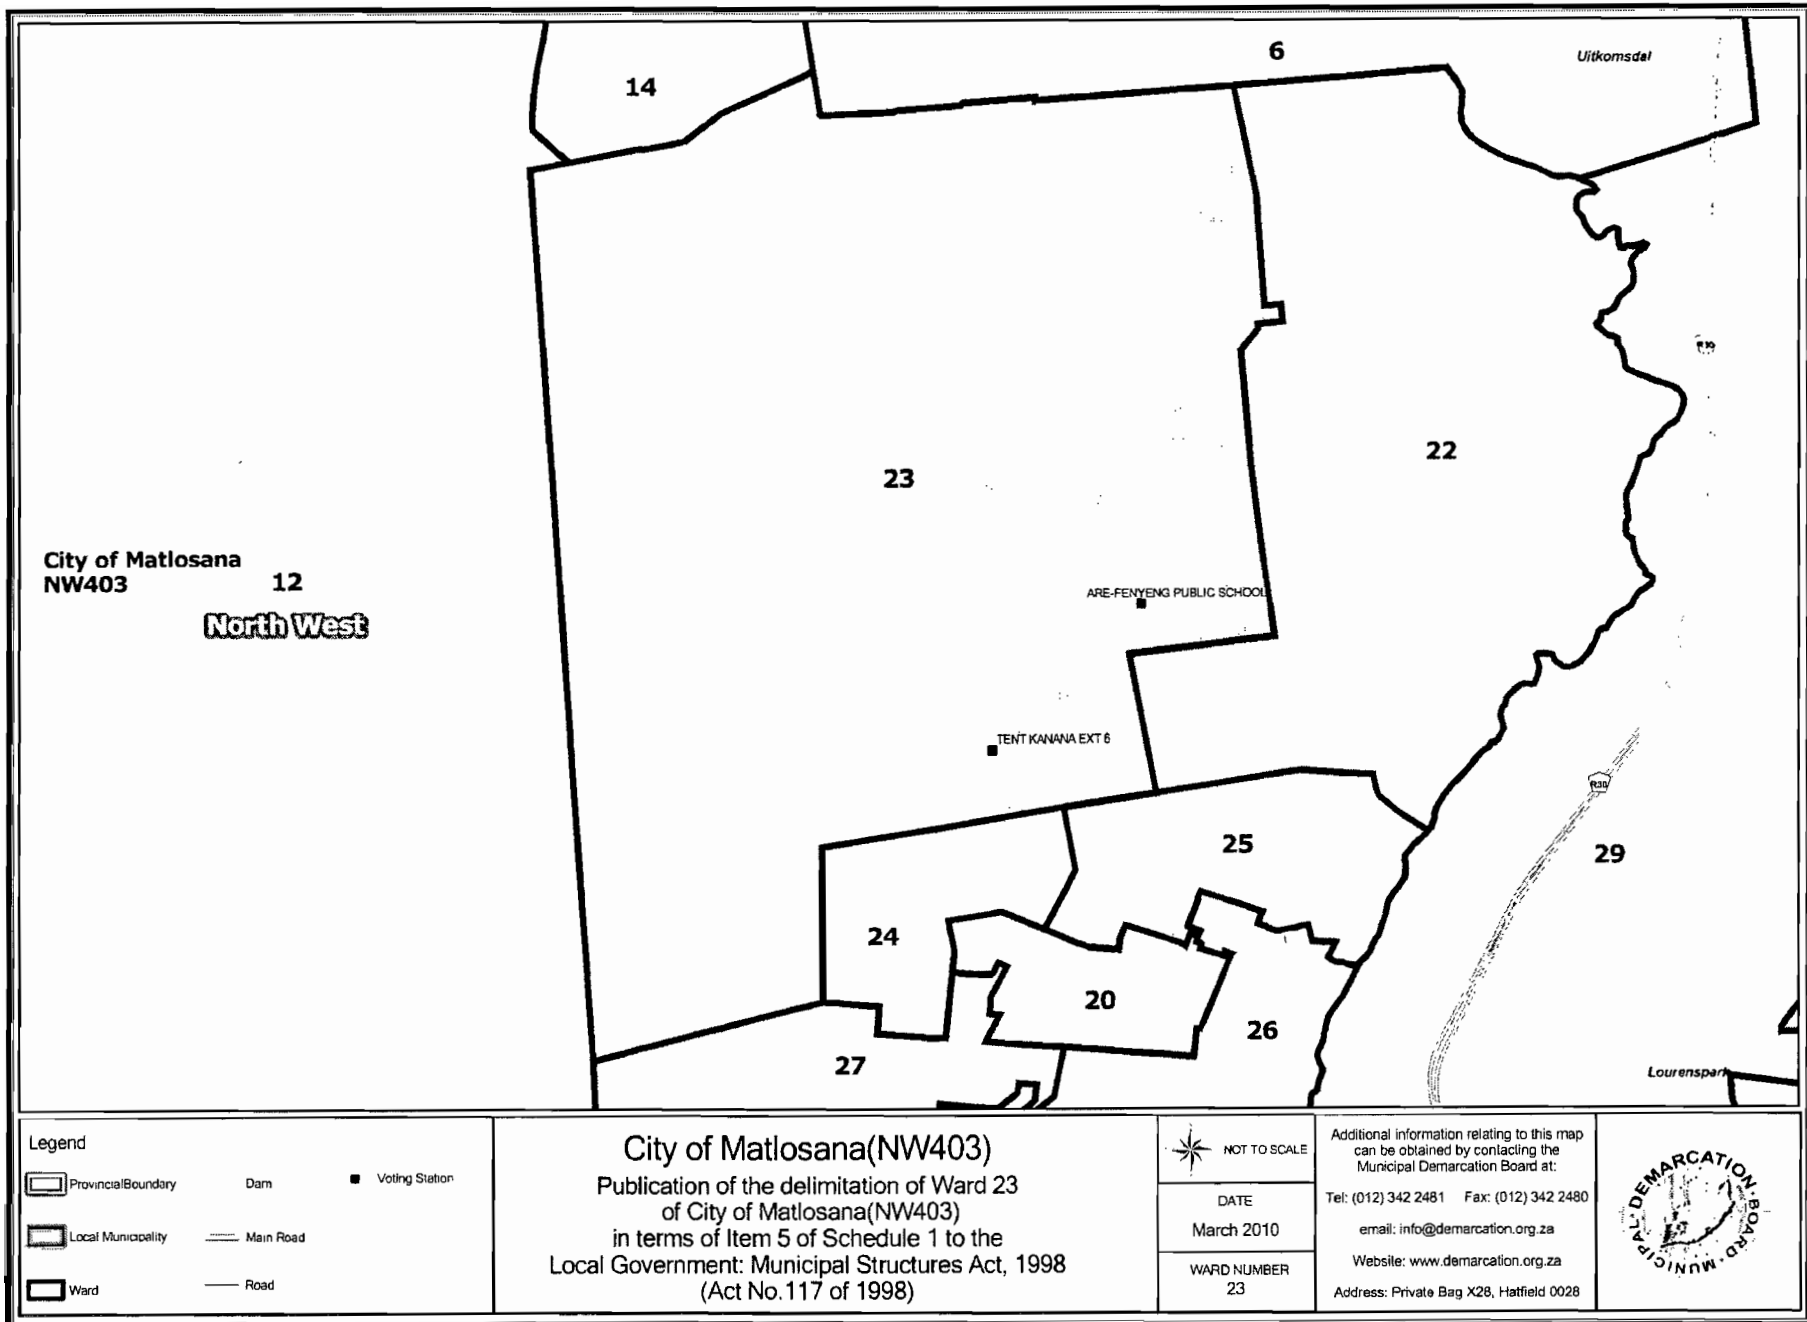 6
Uitkomsdal
14
R30
22
23
City of Matlosana
NW403
12
North West
ARE-FENYENG PUBLIC SCHOOL
TENT KANANA EXT 6
R30
25
29
24
20
26
27
Lourenspark
Legend
ProvincialBoundary
Dam
Voting Station
Local Municipality
Main Road
Ward
Road
City of Matlosana(NW403)
Publication of the delimitation of Ward 23
of City of Matlosana(NW403)
in terms of Item 5 of Schedule 1 to the
Local Government: Municipal Structures Act, 1998
(Act No.117 of 1998)
NOT TO SCALE
DATE
March 2010
WARD NUMBER
23
Additional information relating to this map
can be obtained by contacting the
Municipal Demarcation Board at:
Tel: (012) 342 2481 Fax: (012) 342 2480
email: info@demarcation.org.za
Website: www.demarcation.org.za
Address: Private Bag X28, Hatfield 0028
MUNICIPAL · DEMARCATION · BOARD ·